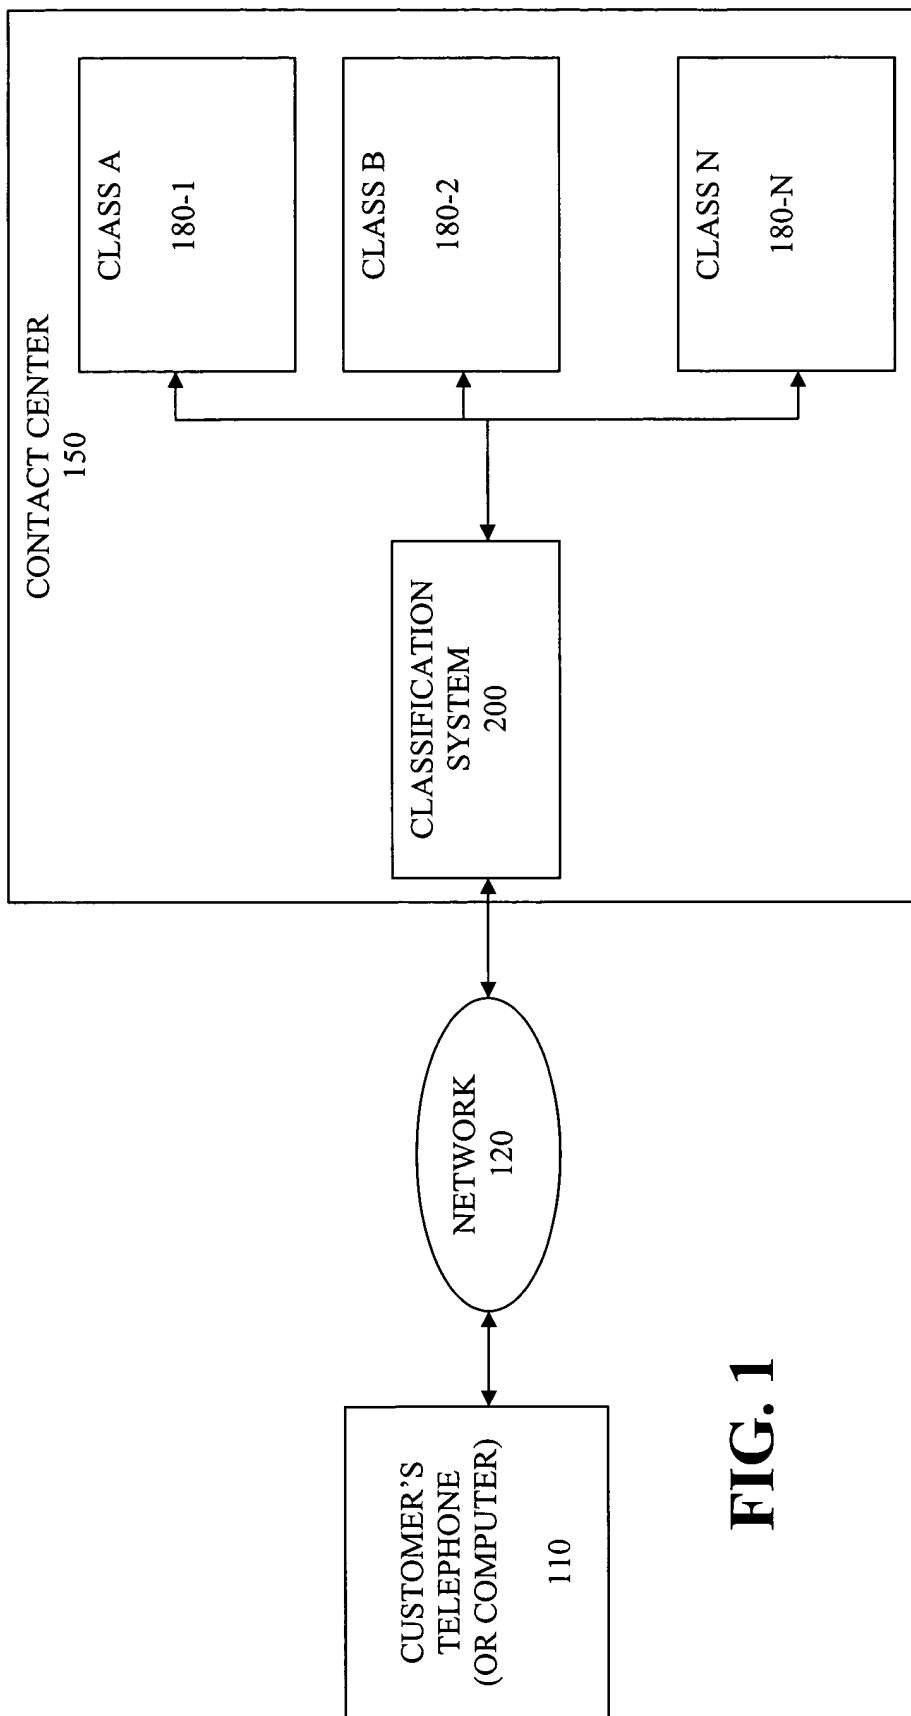 CUSTOMER'S
TELEPHONE
(OR COMPUTER)
110
NETWORK
120
CONTACT CENTER
150
CLASSIFICATION
SYSTEM
200
CLASS A
180-1
CLASS B
180-2
CLASS N
180-N
FIG. 1